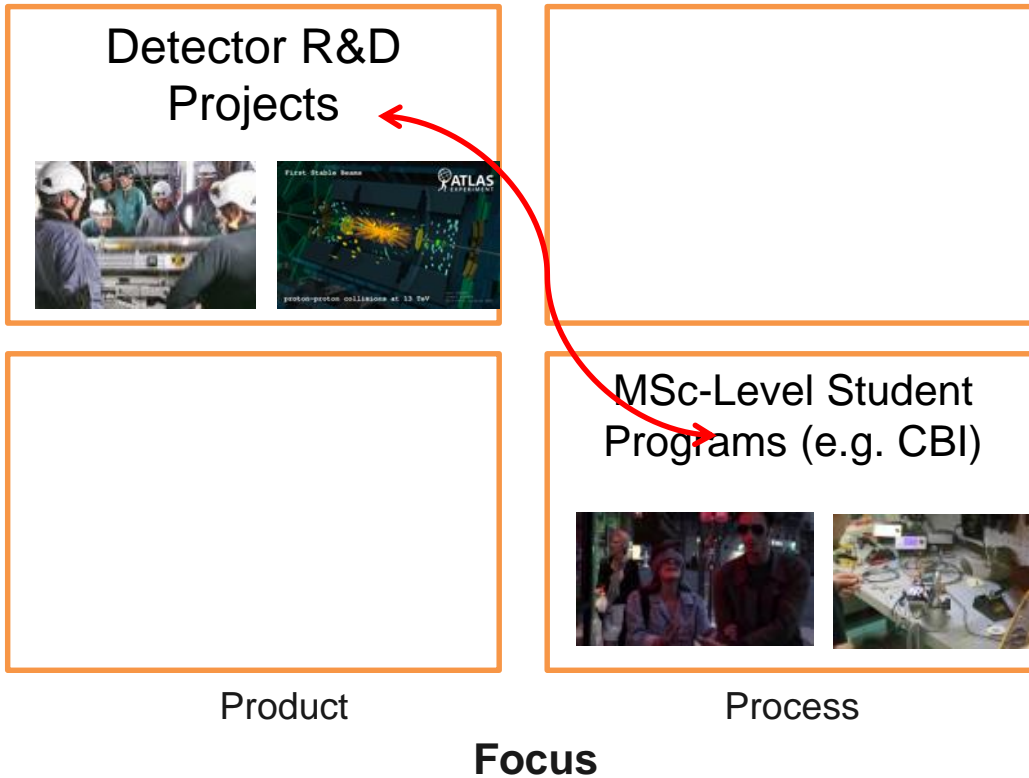 Detector R&D
Projects
First Stable Beams
ATLAS
EXPERIMENT
proton-proton collisions at 13 TeV
MSc-Level Student
Programs (e.g. CBI)
Product
Process
Focus